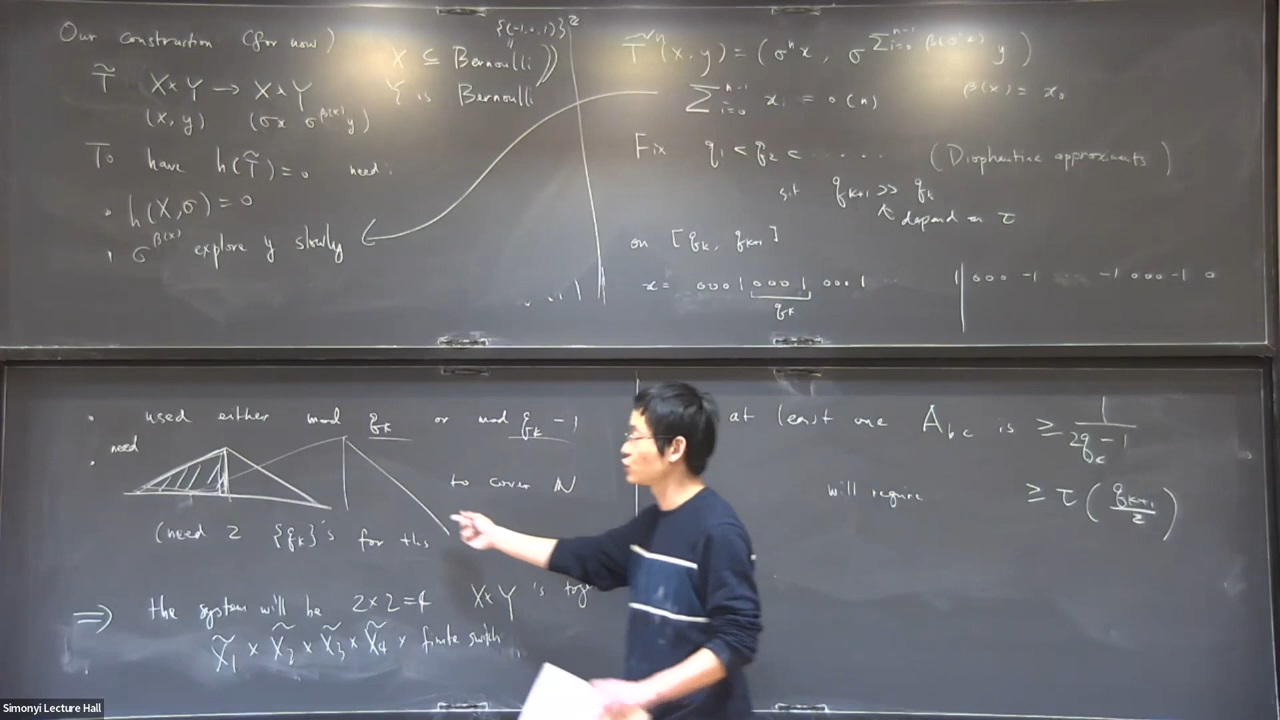 Our construction (for now)
{(-1,0,1)}^ℤ
X ⊆ Bernoulli
T̃ X×Y → X×Y
Y is Bernoulli
(x, y) (σx σ^{β(x)} y)
To have h(T̃) = 0 need:
· h(X,σ) = 0
· σ^{β(x)} explore y slowly
T̃^n (x, y) = (σ^n x, σ^{∑_{i=0}^{n-1} β(σ^i x)} y)
∑_{i=0}^{n-1} x_i = o(n)
β(x) = x_0
Fix q_1 < q_2 < ..... (Diophantine approximants)
s.t. q_{k+1} >> q_k
↖ depend on τ
on [q_k, q_{k+1}]
x = 0001 0001 0001 ... 1|000 -1 ... -1 000 -1 0
q_k
· used either mod q_k or mod q_k - 1
· need
to cover ℕ
(need 2 {q_k}'s for this
⟹ the system will be 2×2=4 X×Y 's
X̃_1 × X̃_2 × X̃_3 × X̃_4 × finite switch
at least one A_{bc} is ≥ 1/(2q_c - 1)
will require ≥ τ(q_{k+1}/2)
Simonyi Lecture Hall